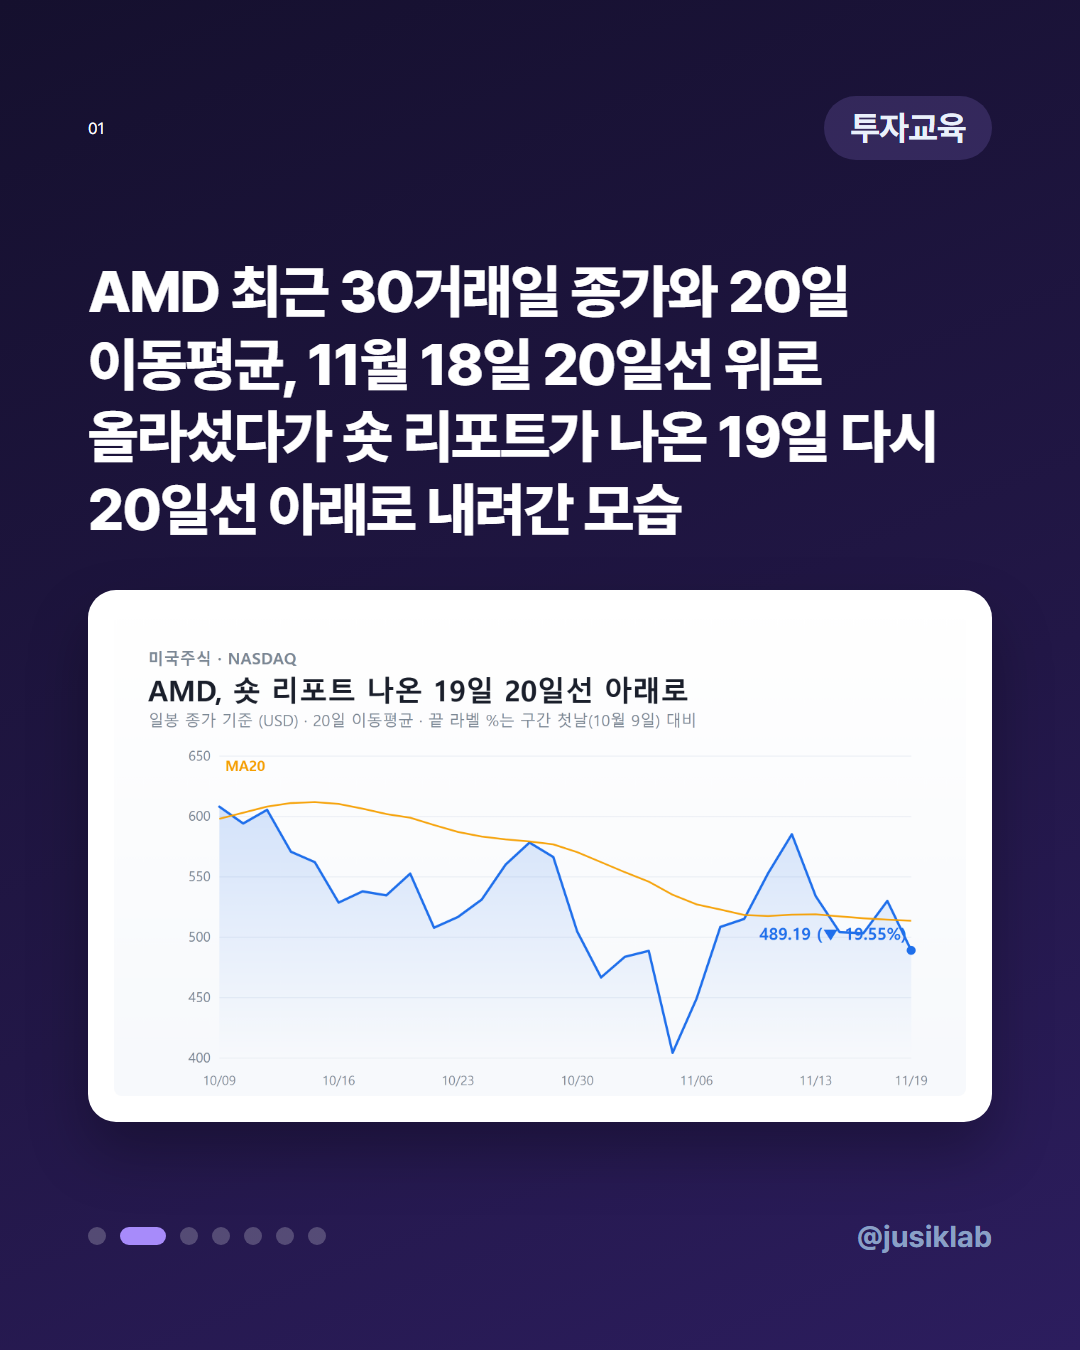 01
투자교육
AMD 최근 30거래일 종가와 20일
이동평균, 11월 18일 20일선 위로
올라섰다가 숏 리포트가 나온 19일 다시
20일선 아래로 내려간 모습
미국주식 · NASDAQ
AMD, 숏 리포트 나온 19일 20일선 아래로
일봉 종가 기준 (USD) · 20일 이동평균 · 끝 라벨 %는 구간 첫날(10월 9일) 대비
650
MA20
600
550
500
489.19 (▼ 19.55%)
450
400
10/09 10/16 10/23 10/30 11/06 11/13 11/19
@jusiklab